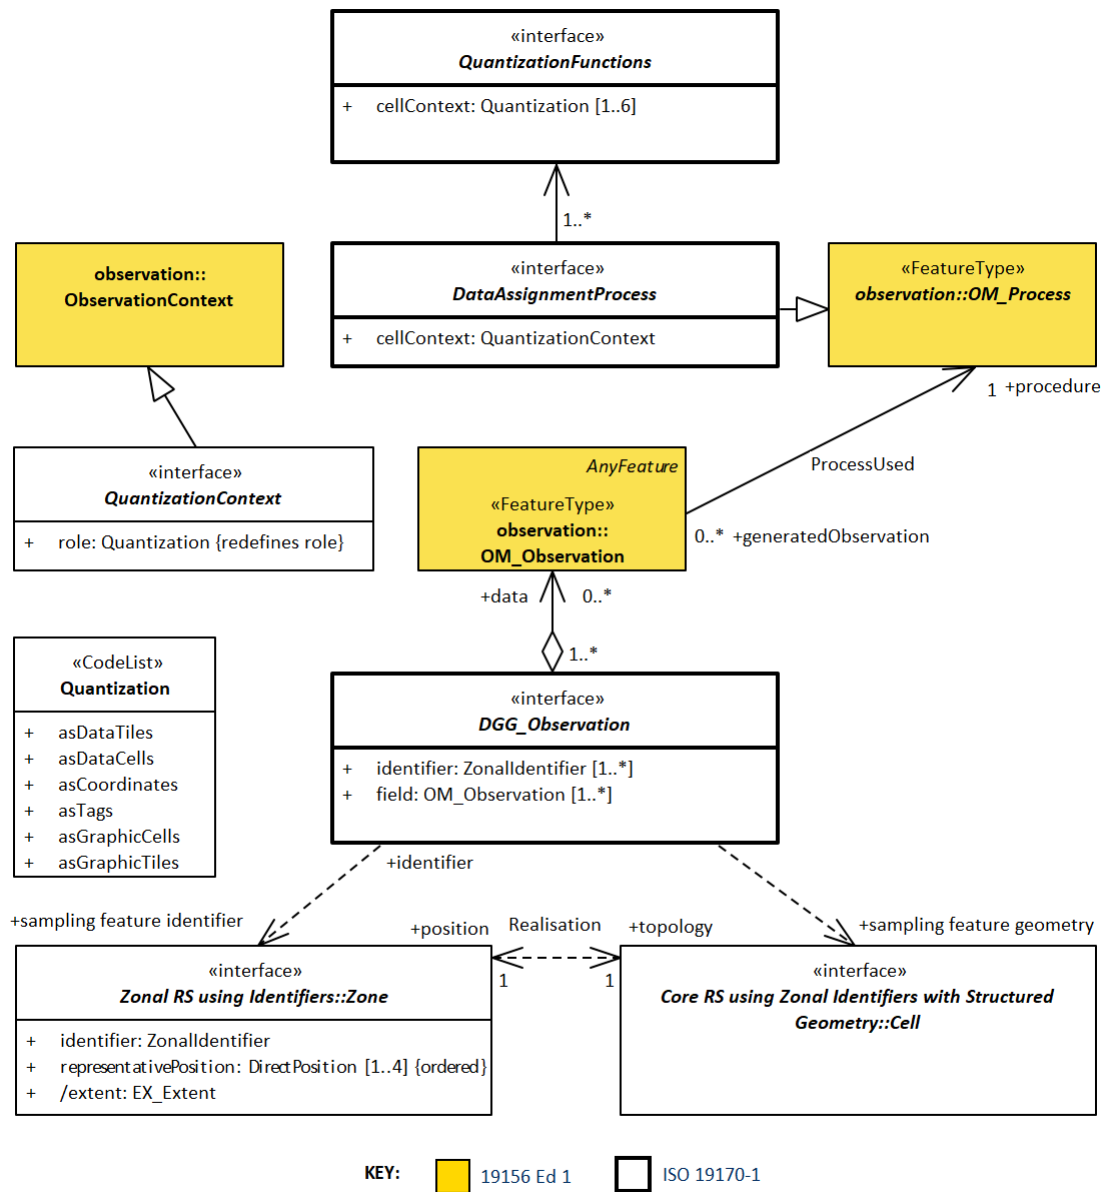 «interface»
QuantizationFunctions
+ cellContext: Quantization [1..6]
1..*
observation::
ObservationContext
«interface»
DataAssignmentProcess
+ cellContext: QuantizationContext
«FeatureType»
observation::OM_Process
1 +procedure
ProcessUsed
«interface»
QuantizationContext
+ role: Quantization {redefines role}
AnyFeature
«FeatureType»
observation::
OM_Observation
0..* +generatedObservation
+data 0..*
1..*
«CodeList»
Quantization
+ asDataTiles
+ asDataCells
+ asCoordinates
+ asTags
+ asGraphicCells
+ asGraphicTiles
«interface»
DGG_Observation
+ identifier: ZonalIdentifier [1..*]
+ field: OM_Observation [1..*]
+identifier
+sampling feature identifier
+position Realisation +topology
+sampling feature geometry
1 1
«interface»
Zonal RS using Identifiers::Zone
+ identifier: ZonalIdentifier
+ representativePosition: DirectPosition [1..4] {ordered}
+ /extent: EX_Extent
«interface»
Core RS using Zonal Identifiers with Structured
Geometry::Cell
KEY: 19156 Ed 1 ISO 19170-1